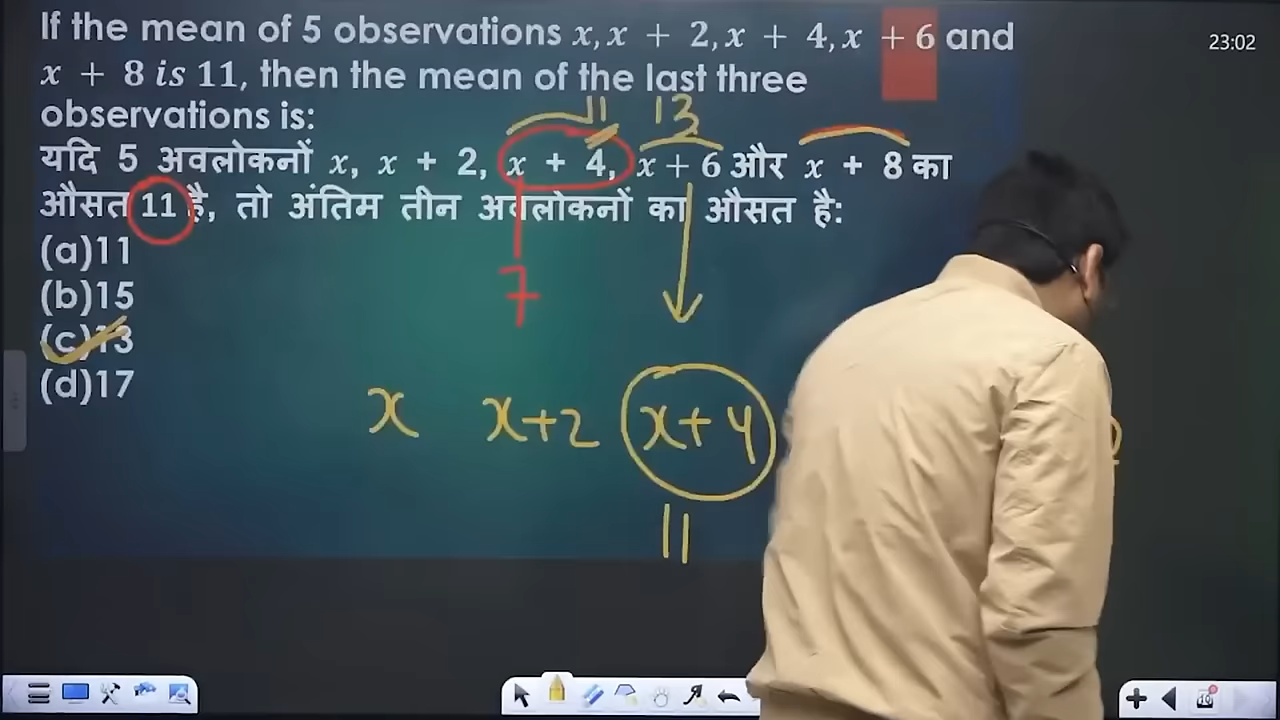 If the mean of 5 observations x, x + 2, x + 4, x + 6 and
23:02
x + 8 is 11, then the mean of the last three
observations is:
11 13
यदि 5 अवलोकनों x, x + 2, x + 4, x + 6 और x + 8 का
औसत 11 है, तो अंतिम तीन अवलोकनों का औसत है:
(a)11
7
(b)15
(c)13
(d)17
x x+2 x+4
11